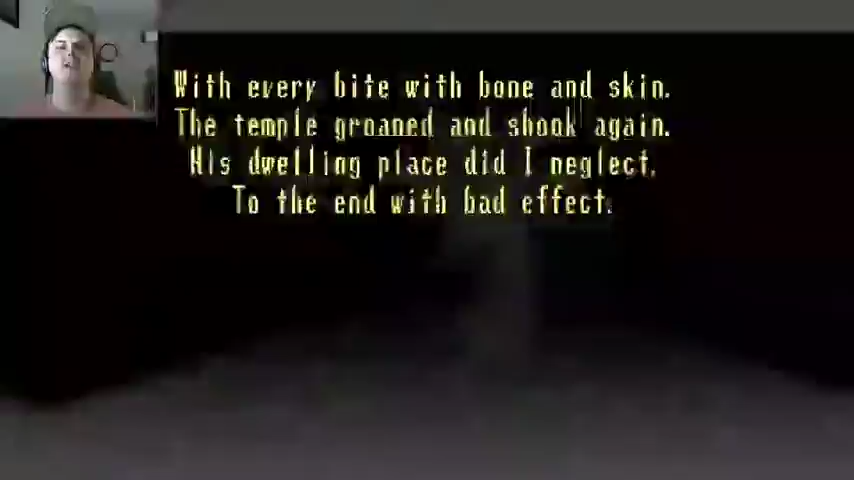 With every bite with bone and skin.
The temple groaned and shook again.
His dwelling place did I neglect.
To the end with bad effect.